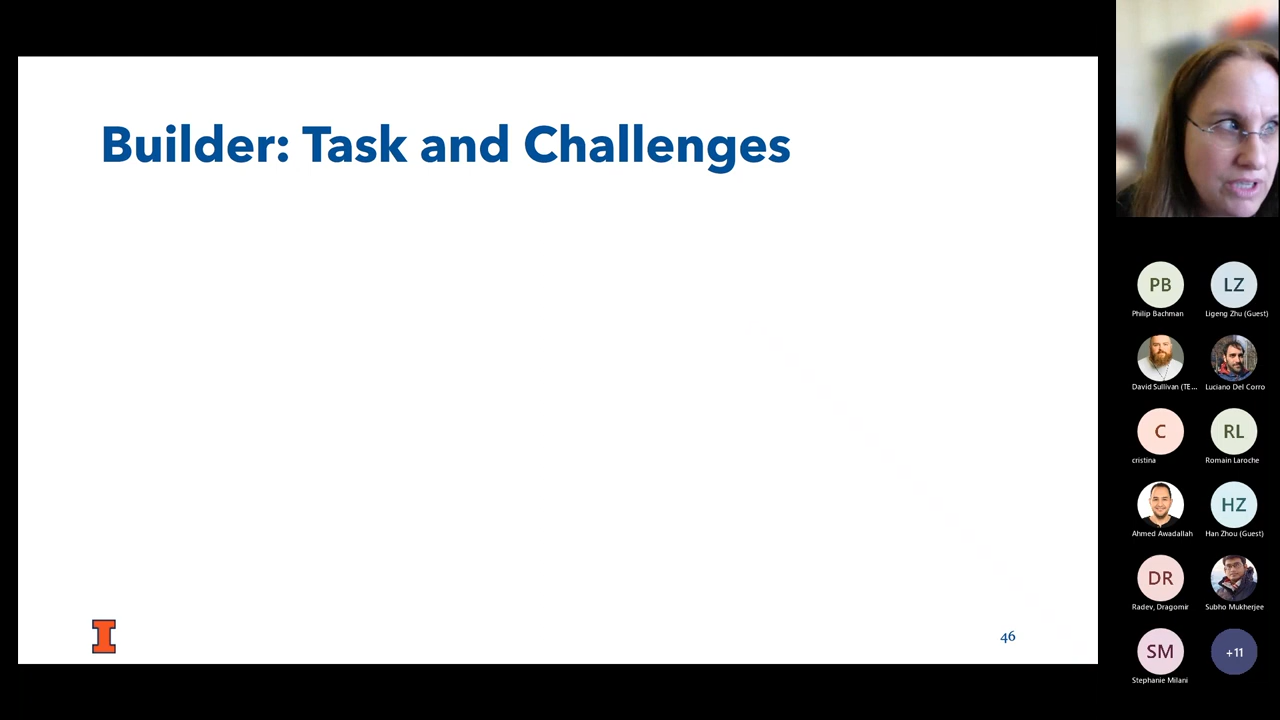 Builder: Task and Challenges
46
PB
LZ
Philip Bachman
Ligeng Zhu (Guest)
David Sullivan (TE...
Luciano Del Corro
C
RL
cristina
Romain Laroche
HZ
Ahmed Awadallah
Han Zhou (Guest)
DR
Radev, Dragomir
Subho Mukherjee
SM
+11
Stephanie Milani